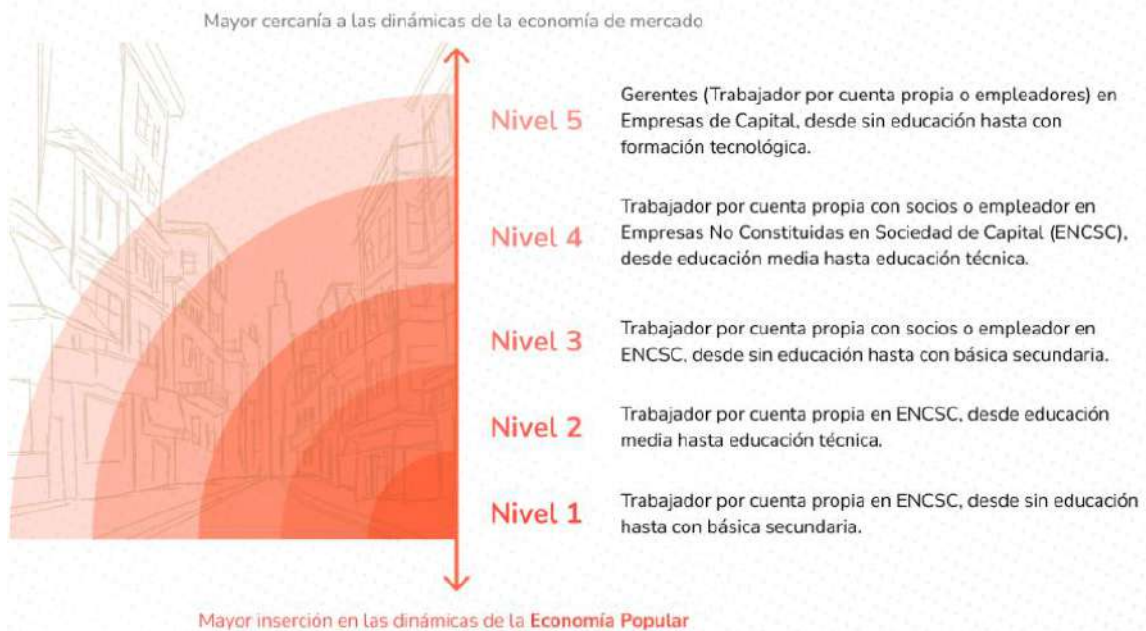 Mayor cercanía a las dinámicas de la economía de mercado
Nivel 5
Gerentes (Trabajador por cuenta propia o empleadores) en
Empresas de Capital, desde sin educación hasta con
formación tecnológica.
Nivel 4
Trabajador por cuenta propia con socios o empleador en
Empresas No Constituidas en Sociedad de Capital (ENCSC),
desde educación media hasta educación técnica.
Nivel 3
Trabajador por cuenta propia con socios o empleador en
ENCSC, desde sin educación hasta con básica secundaria.
Nivel 2
Trabajador por cuenta propia en ENCSC, desde educación
media hasta educación técnica.
Nivel 1
Trabajador por cuenta propia en ENCSC, desde sin educación
hasta con básica secundaria.
Mayor inserción en las dinámicas de la Economía Popular